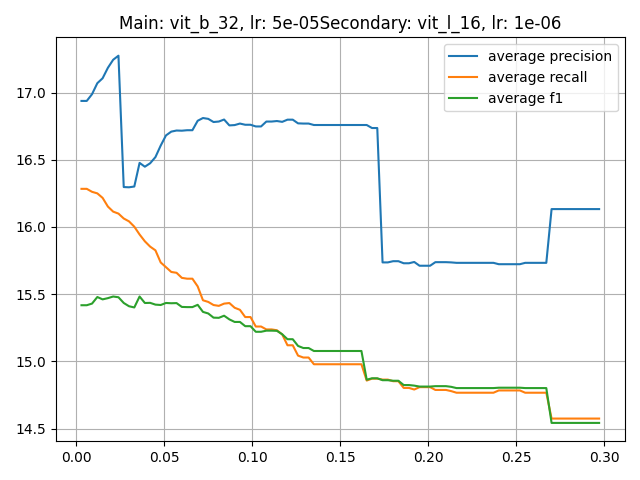 Main: vit_b_32, lr: 5e-05Secondary: vit_l_16, lr: 1e-06
average precision
average recall
average f1
17.0
16.5
16.0
15.5
15.0
14.5
0.00 0.05 0.10 0.15 0.20 0.25 0.30